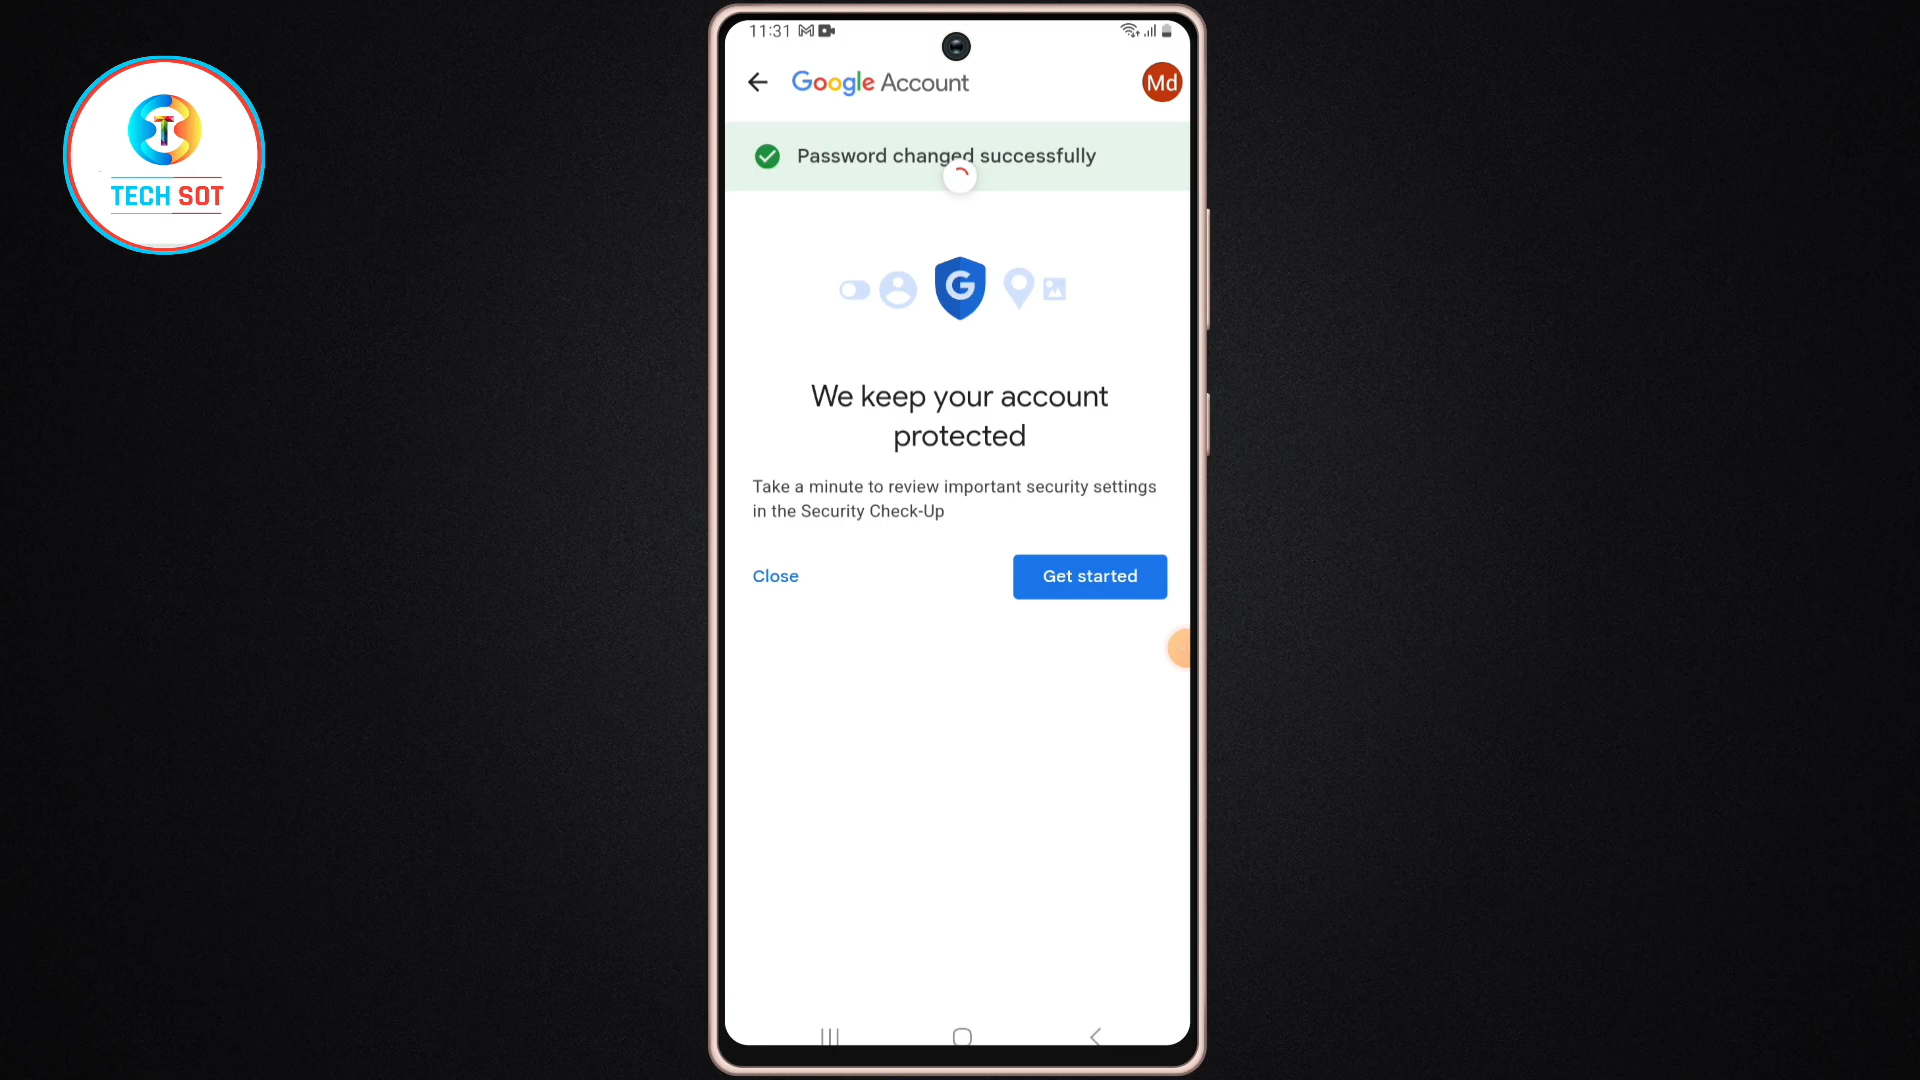 T
TECH SOT
11:31
Google Account
Md
Password changed successfully
G
We keep your account
protected
Take a minute to review important security settings
in the Security Check-Up
Close
Get started